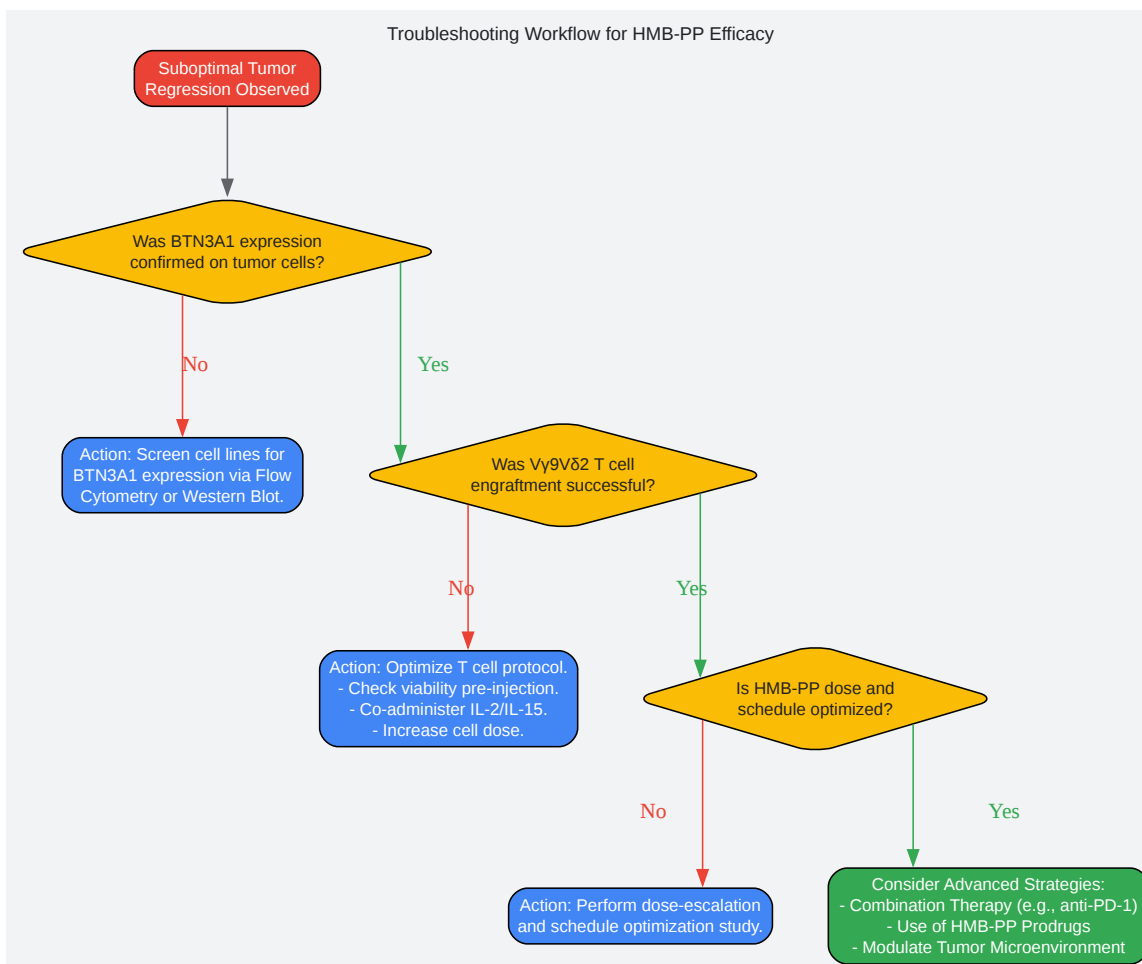 Troubleshooting Workflow for HMB-PP Efficacy
Suboptimal Tumor
Regression Observed
Was BTN3A1 expression
confirmed on tumor cells?
No
Yes
Action: Screen cell lines for
BTN3A1 expression via Flow
Cytometry or Western Blot.
Was Vγ9Vδ2 T cell
engraftment successful?
No
Yes
Action: Optimize T cell protocol.
- Check viability pre-injection.
- Co-administer IL-2/IL-15.
- Increase cell dose.
Is HMB-PP dose and
schedule optimized?
No
Yes
Action: Perform dose-escalation
and schedule optimization study.
Consider Advanced Strategies:
- Combination Therapy (e.g., anti-PD-1)
- Use of HMB-PP Prodrugs
- Modulate Tumor Microenvironment